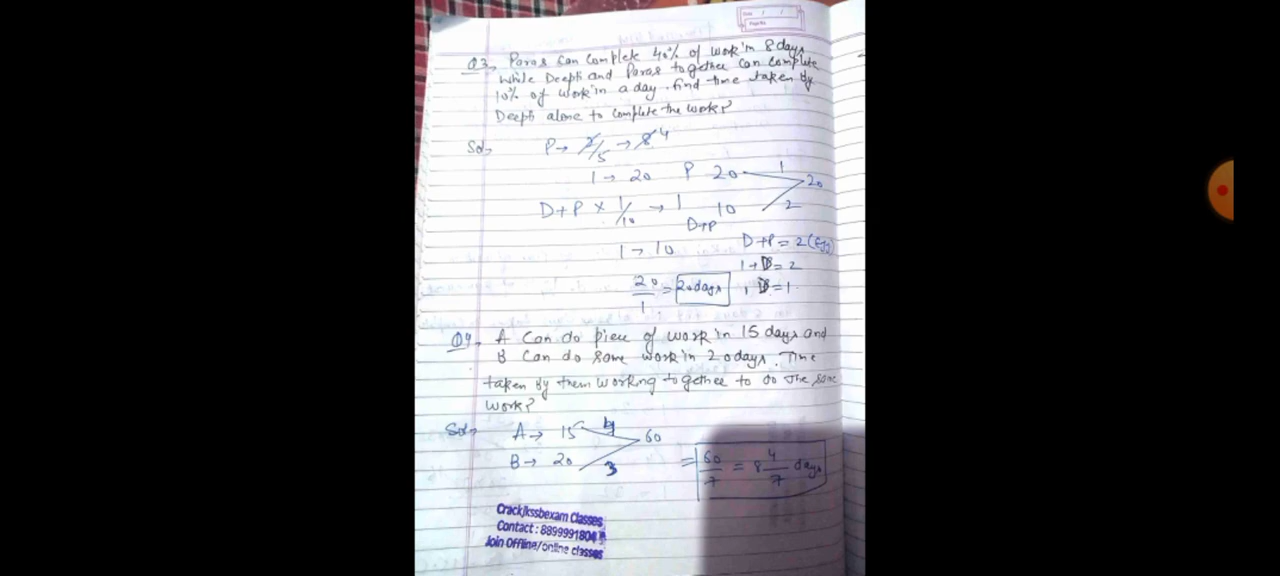 Q3, Paras can complete 40% of work in 8 days
while Deepti and Paras together can complete
10% of work in a day. find time taken by
Deepti alone to complete the work?
Sol→ P→ 2/5 → 8 4
1 → 20 P 20 1 20
D+P × 1/10 → 1 10 2
D+P
1 → 10 D+P = 2 (Eff)
1 + D = 2
20/1 = 20 days , D = 1
Q4, A Can do piece of work in 15 days and
B Can do same work in 20 days. Time
taken by them working together to do the same
work?
Sol→ A→ 15 4 60
B→ 20 3 = 60/7 = 8 4/7 days
Crackjkssbexam Classes
Contact : 8899991804
Join Offline/online classes